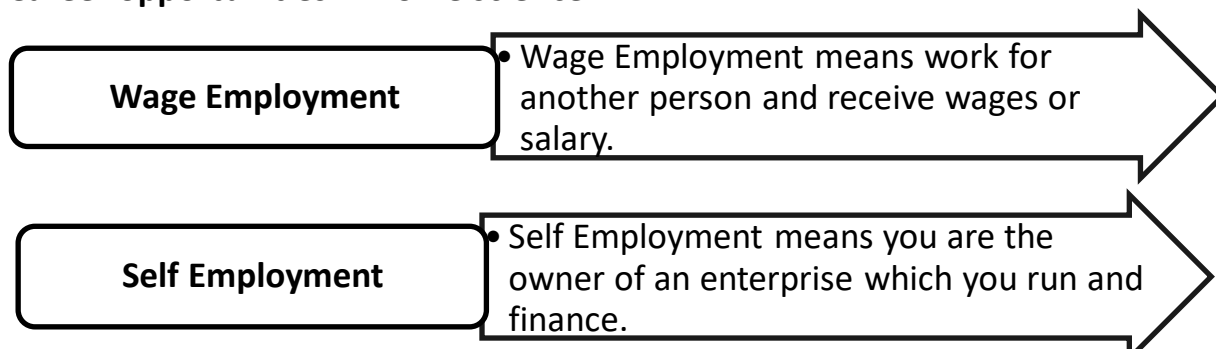 Wage Employment
• Wage Employment means work for
another person and receive wages or
salary.
Self Employment
• Self Employment means you are the
owner of an enterprise which you run and
finance.